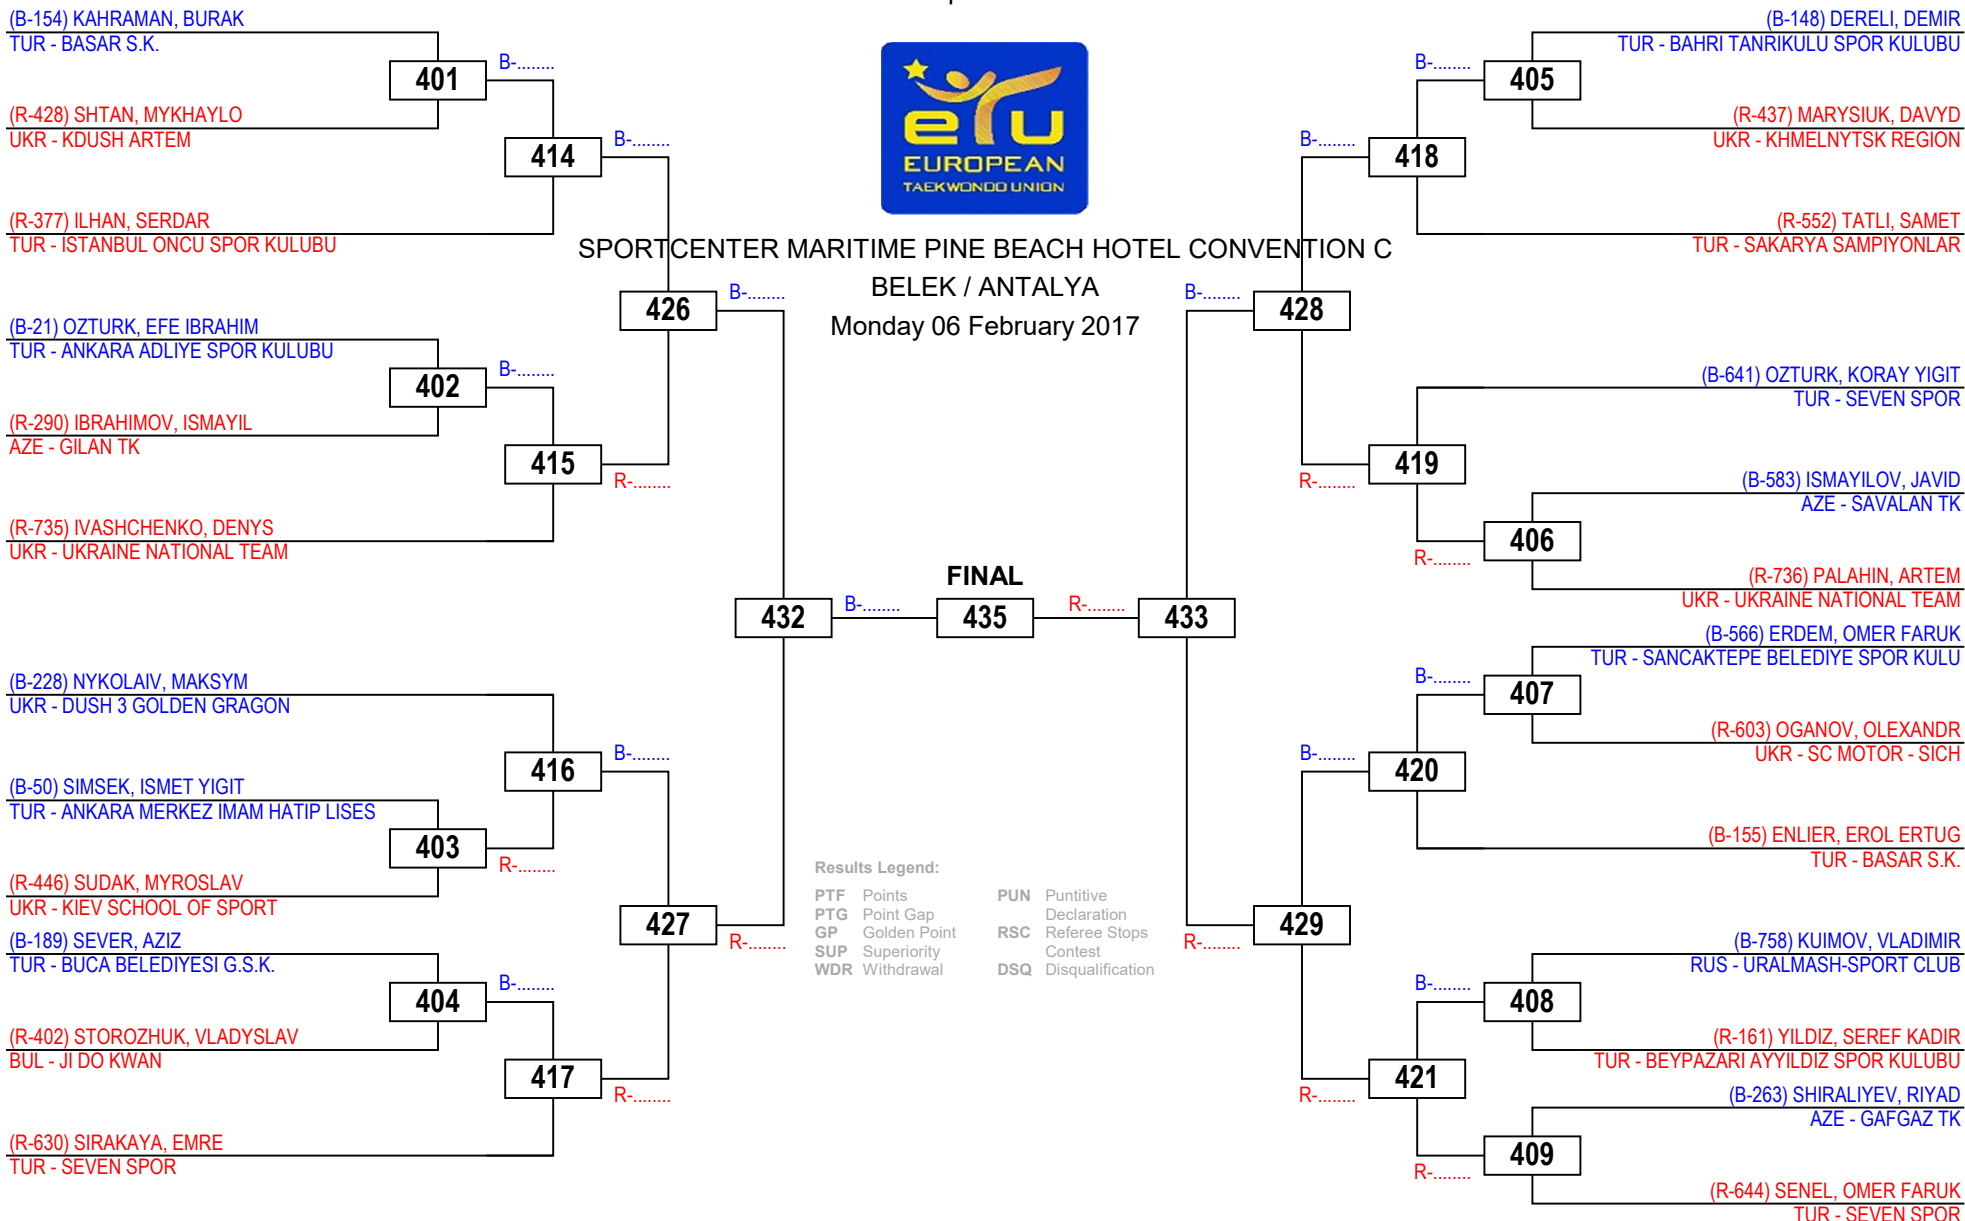 (B-154) KAHRAMAN, BURAK
TUR - BASAR S.K.
401
B-........
(R-428) SHTAN, MYKHAYLO
UKR - KDUSH ARTEM
414
B-........
(R-377) ILHAN, SERDAR
TUR - ISTANBUL ONCU SPOR KULUBU
426
B-........
(B-21) OZTURK, EFE IBRAHIM
TUR - ANKARA ADLIYE SPOR KULUBU
402
B-........
(R-290) IBRAHIMOV, ISMAYIL
AZE - GILAN TK
415
R-........
(R-735) IVASHCHENKO, DENYS
UKR - UKRAINE NATIONAL TEAM
432
B-........
(B-228) NYKOLAIV, MAKSYM
UKR - DUSH 3 GOLDEN GRAGON
416
B-........
(B-50) SIMSEK, ISMET YIGIT
TUR - ANKARA MERKEZ IMAM HATIP LISES
403
R-........
(R-446) SUDAK, MYROSLAV
UKR - KIEV SCHOOL OF SPORT
427
R-........
(B-189) SEVER, AZIZ
TUR - BUCA BELEDIYESI G.S.K.
404
B-........
(R-402) STOROZHUK, VLADYSLAV
BUL - JI DO KWAN
417
R-........
(R-630) SIRAKAYA, EMRE
TUR - SEVEN SPOR
eTU
EUROPEAN
TAEKWONDO UNION
SPORTCENTER MARITIME PINE BEACH HOTEL CONVENTION C
BELEK / ANTALYA
Monday 06 February 2017
FINAL
435
Results Legend:
PTF Points
PTG Point Gap
GP Golden Point
SUP Superiority
WDR Withdrawal
PUN Puntitive
Declaration
RSC Referee Stops
Contest
DSQ Disqualification
(B-148) DERELI, DEMIR
TUR - BAHRI TANRIKULU SPOR KULUBU
B-........
405
(R-437) MARYSIUK, DAVYD
UKR - KHMELNYTSK REGION
B-........
418
(R-552) TATLI, SAMET
TUR - SAKARYA SAMPIYONLAR
B-........
428
(B-641) OZTURK, KORAY YIGIT
TUR - SEVEN SPOR
419
R-........
(B-583) ISMAYILOV, JAVID
AZE - SAVALAN TK
406
R-........
(R-736) PALAHIN, ARTEM
UKR - UKRAINE NATIONAL TEAM
R-........
433
(B-566) ERDEM, OMER FARUK
TUR - SANCAKTEPE BELEDIYE SPOR KULU
B-........
407
(R-603) OGANOV, OLEXANDR
UKR - SC MOTOR - SICH
B-........
420
(B-155) ENLIER, EROL ERTUG
TUR - BASAR S.K.
429
R-........
(B-758) KUIMOV, VLADIMIR
RUS - URALMASH-SPORT CLUB
B-........
408
(R-161) YILDIZ, SEREF KADIR
TUR - BEYPAZARI AYYILDIZ SPOR KULUBU
421
R-........
(B-263) SHIRALIYEV, RIYAD
AZE - GAFGAZ TK
409
R-........
(R-644) SENEL, OMER FARUK
TUR - SEVEN SPOR